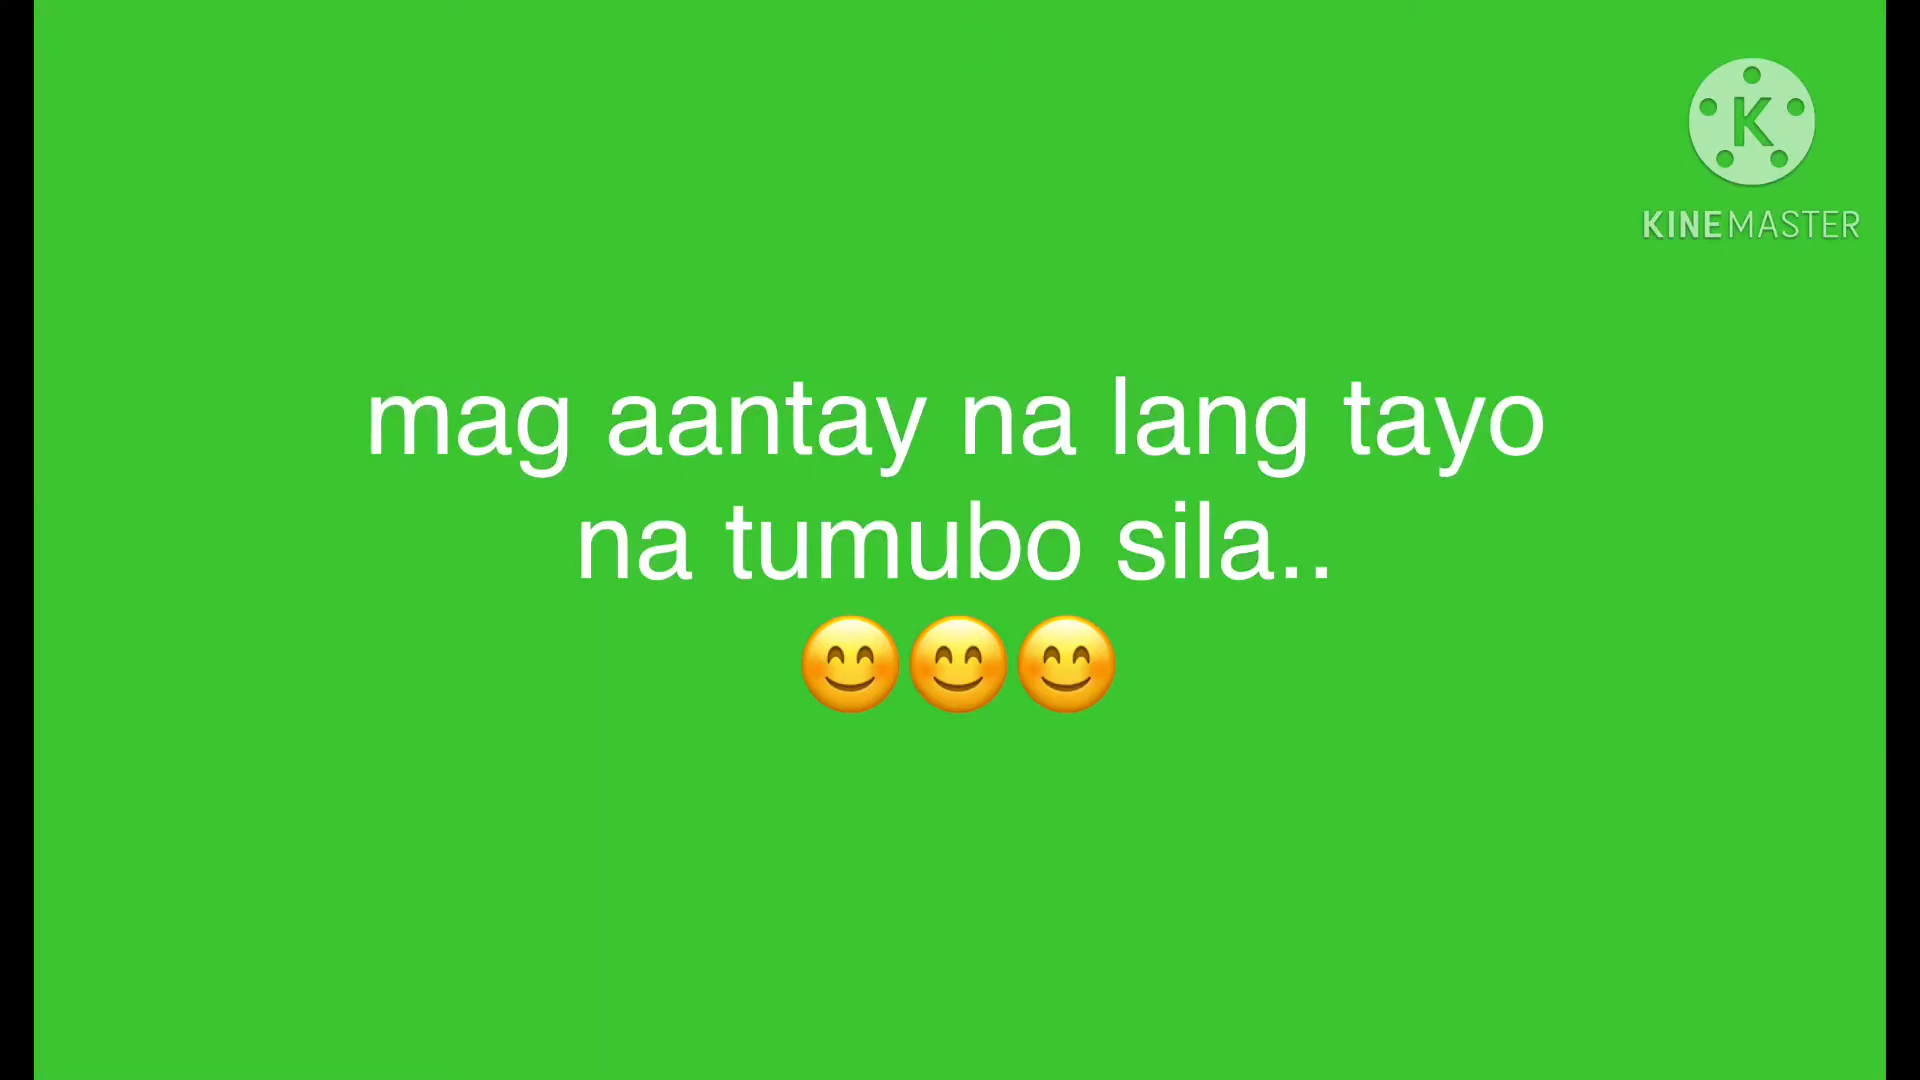 K
KINEMASTER
mag aantay na lang tayo
na tumubo sila..
😊😊😊